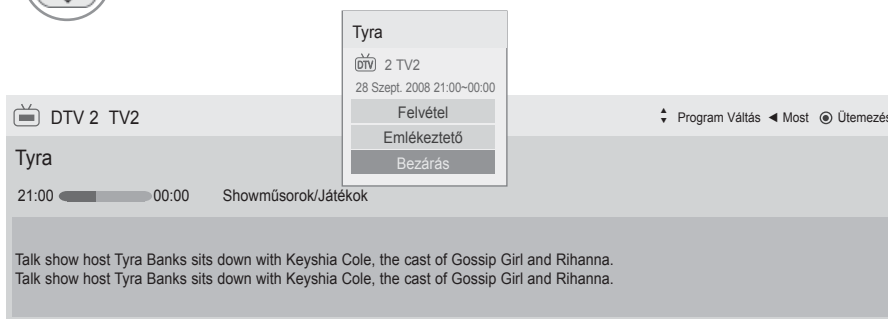 Tyra
DTV 2 TV2
28 Szept. 2008 21:00~00:00
Felvétel
Emlékeztető
Bezárás
DTV 2 TV2
Program Váltás ◄ Most ◉ Ütemezés
Tyra
21:00 00:00 Showműsorok/Játékok
Talk show host Tyra Banks sits down with Keyshia Cole, the cast of Gossip Girl and Rihanna.
Talk show host Tyra Banks sits down with Keyshia Cole, the cast of Gossip Girl and Rihanna.